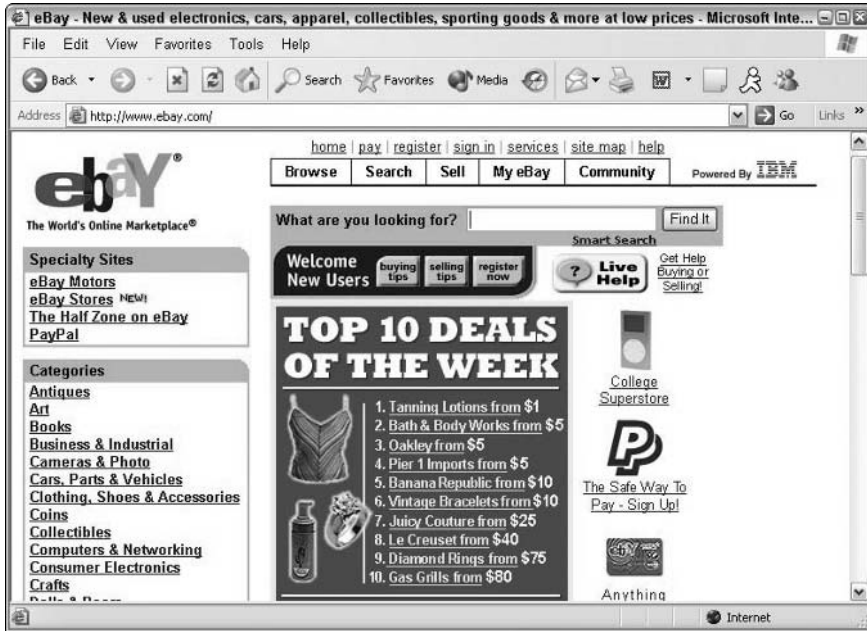 eBay - New & used electronics, cars, apparel, collectibles, sporting goods & more at low prices - Microsoft Inte...
File Edit View Favorites Tools Help
Back Search Favorites Media
Address http://www.ebay.com/ Go Links »
home | pay | register | sign in | services | site map | help
Browse Search Sell My eBay Community Powered By IBM
ebaY®
The World's Online Marketplace®
What are you looking for? Find It
Smart Search
Welcome
New Users
buying
tips
selling
tips
register
now
? Live
Help
Get Help
Buying or
Selling!
Specialty Sites
eBay Motors
eBay Stores NEW!
The Half Zone on eBay
PayPal
Categories
Antiques
Art
Books
Business & Industrial
Cameras & Photo
Cars, Parts & Vehicles
Clothing, Shoes & Accessories
Coins
Collectibles
Computers & Networking
Consumer Electronics
Crafts
TOP 10 DEALS
OF THE WEEK
1. Tanning Lotions from $1
2. Bath & Body Works from $5
3. Oakley from $5
4. Pier 1 Imports from $5
5. Banana Republic from $10
6. Vintage Bracelets from $10
7. Juicy Couture from $25
8. Le Creuset from $40
9. Diamond Rings from $75
10. Gas Grills from $80
College
Superstore
The Safe Way To
Pay - Sign Up!
Anything
Internet